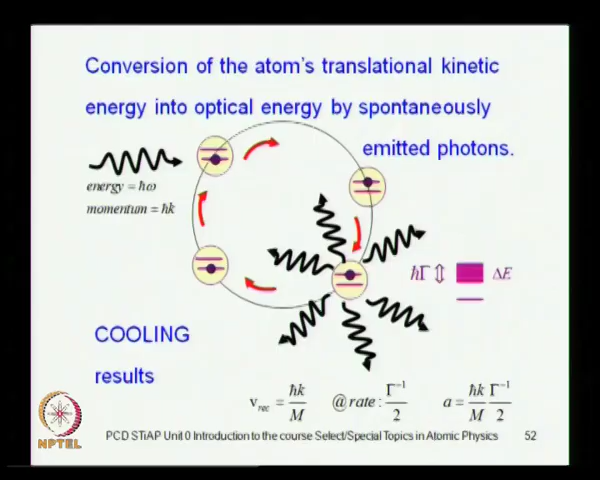 Conversion of the atom's translational kinetic
energy into optical energy by spontaneously
emitted photons.
energy = ℏω
momentum = ℏk
ℏΓ⇕ ΔE
COOLING
results
v_rec = ℏk/M @rate: Γ⁻¹/2 a = ℏk/M Γ⁻¹/2
NPTEL
PCD STiAP Unit 0 Introduction to the course Select/Special Topics in Atomic Physics 52